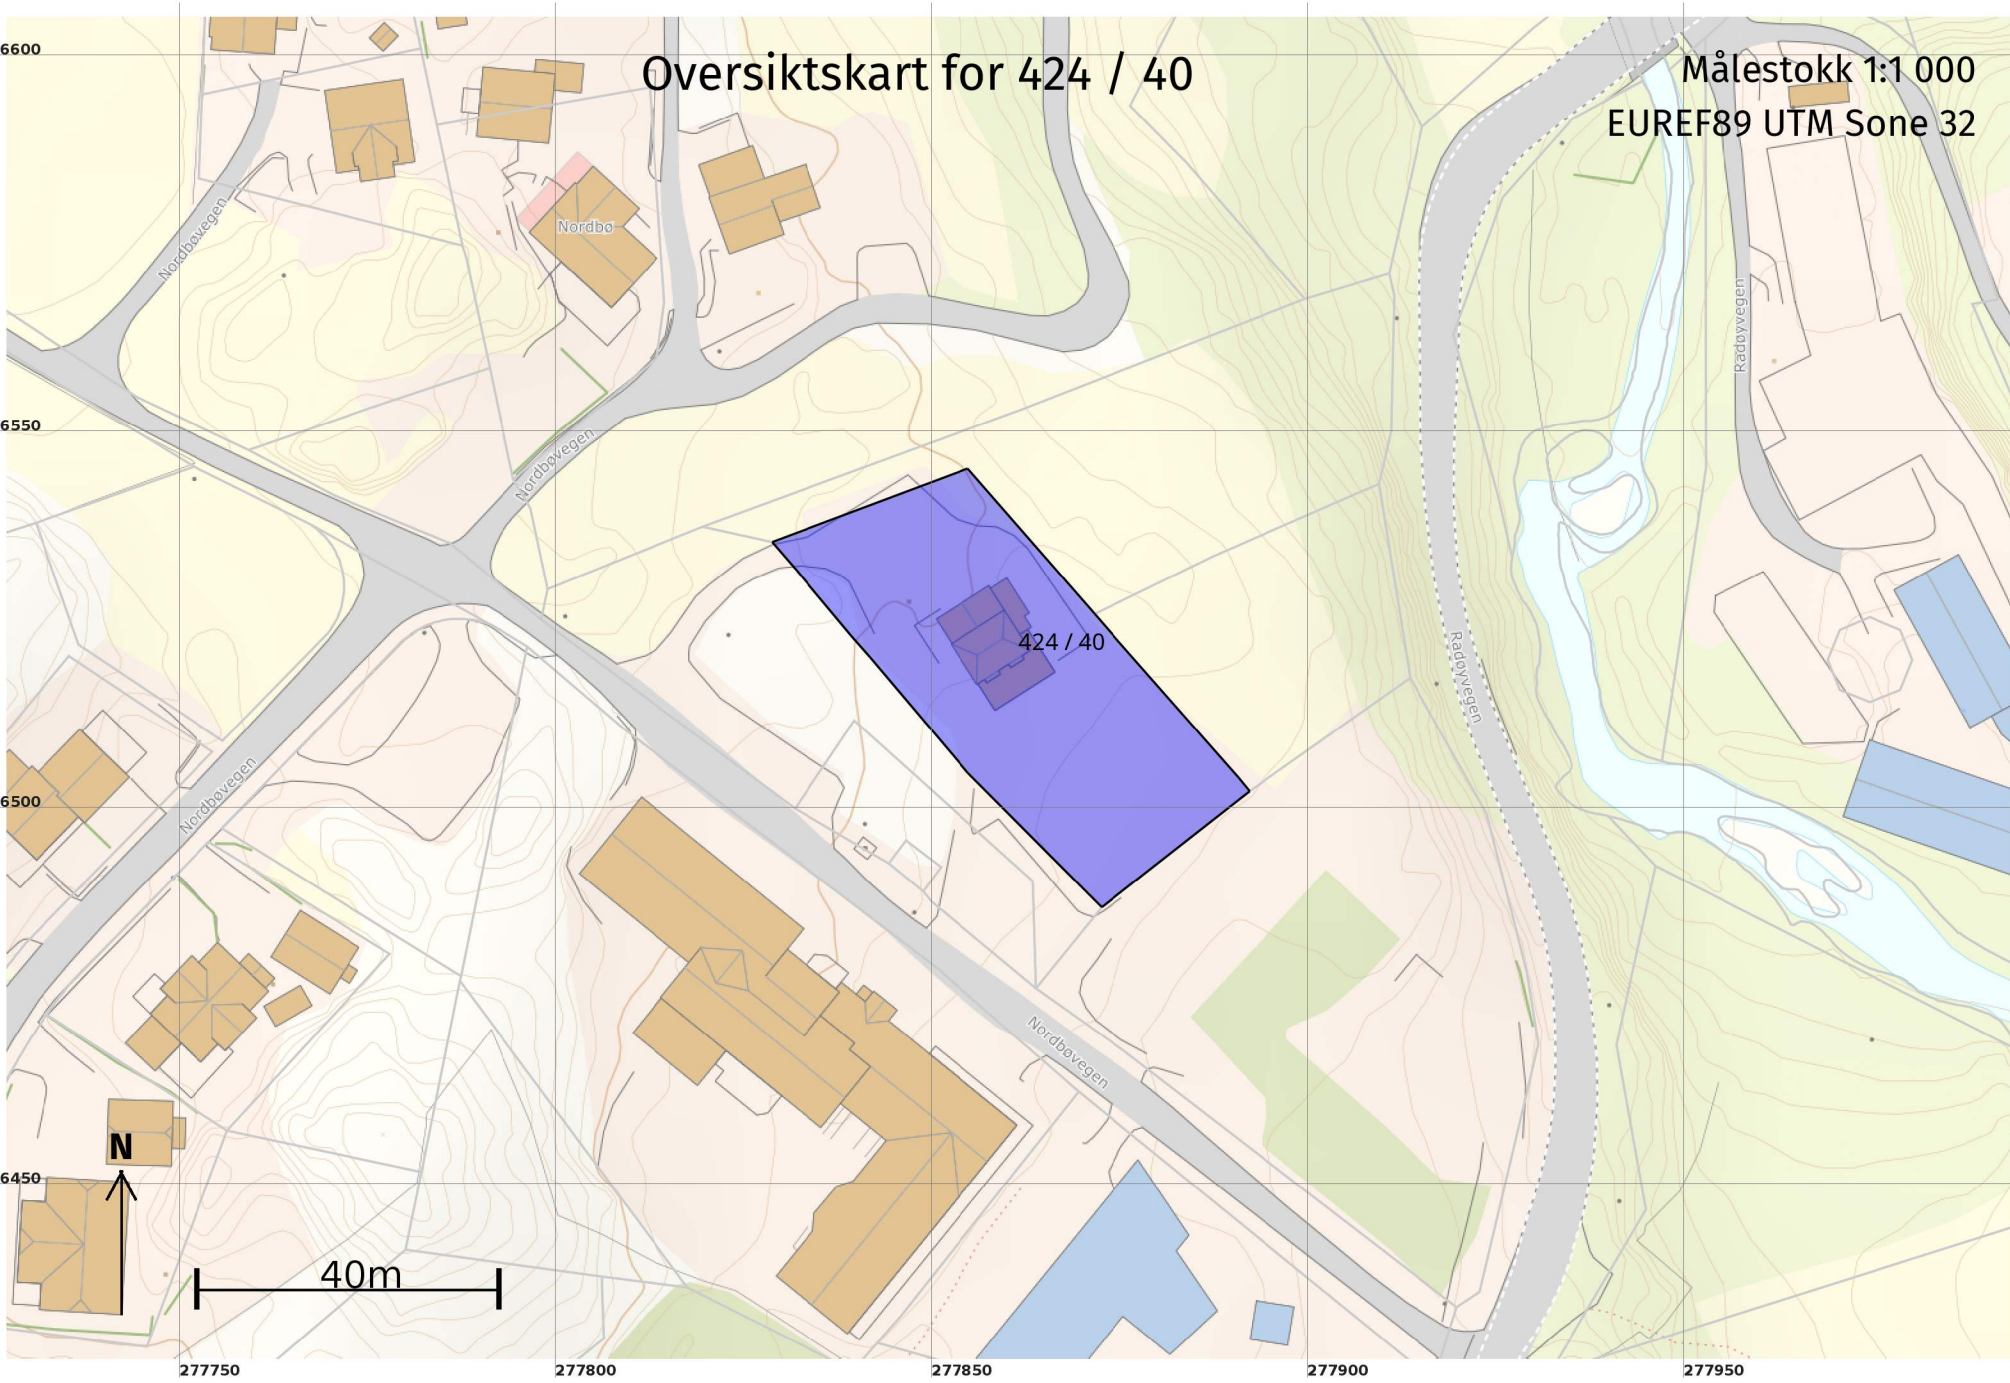 6600
Oversiktskart for 424 / 40
Målestokk 1:1 000
EUREF89 UTM Sone 32
Nordbøvegen
Nordbø
Radøyvegen
6550
Nordbøvegen
424 / 40
Radøyvegen
6500
Nordbøvegen
Nordbøvegen
N
6450
40m
277750
277800
277850
277900
277950